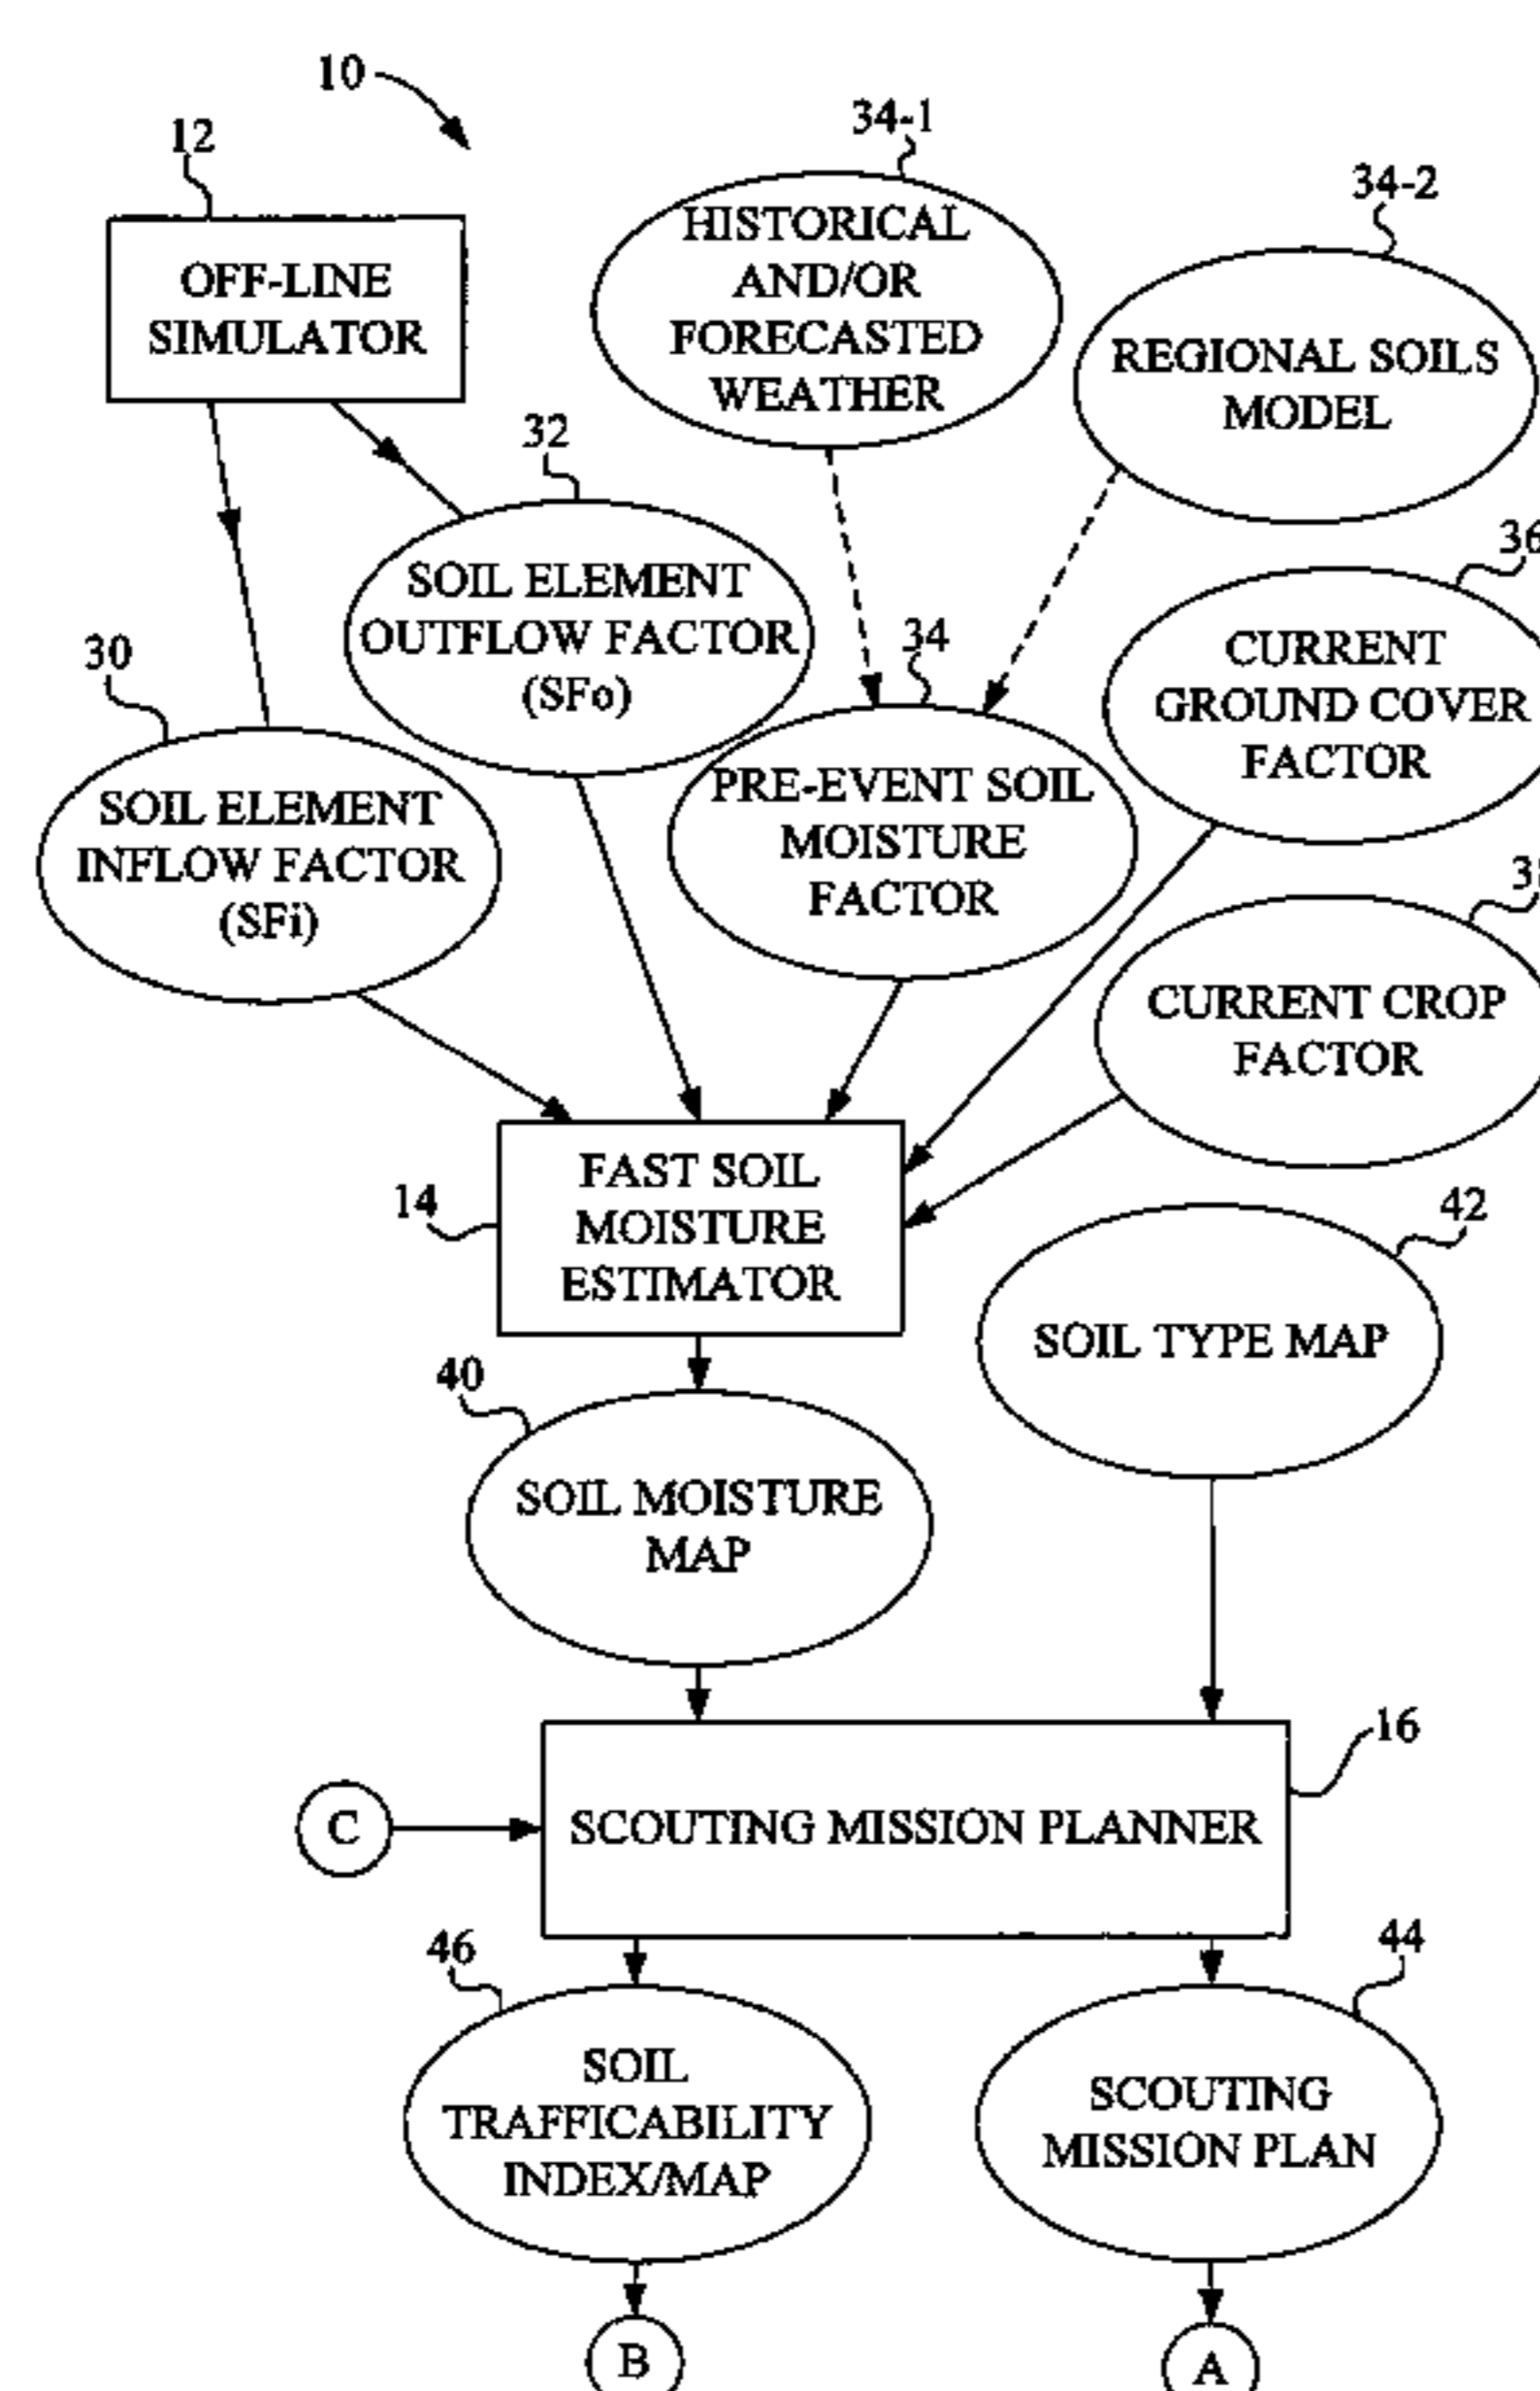 10
12
OFF-LINE
SIMULATOR
34-1
HISTORICAL
AND/OR
FORECASTED
WEATHER
34-2
REGIONAL SOILS
MODEL
32
SOIL ELEMENT
OUTFLOW FACTOR
(SFo)
30
SOIL ELEMENT
INFLOW FACTOR
(SFi)
34
PRE-EVENT SOIL
MOISTURE
FACTOR
36
CURRENT
GROUND COVER
FACTOR
CURRENT CROP
FACTOR
14
FAST SOIL
MOISTURE
ESTIMATOR
42
SOIL TYPE MAP
40
SOIL MOISTURE
MAP
16
C
SCOUTING MISSION PLANNER
46
SOIL
TRAFFICABILITY
INDEX/MAP
44
SCOUTING
MISSION PLAN
B
A